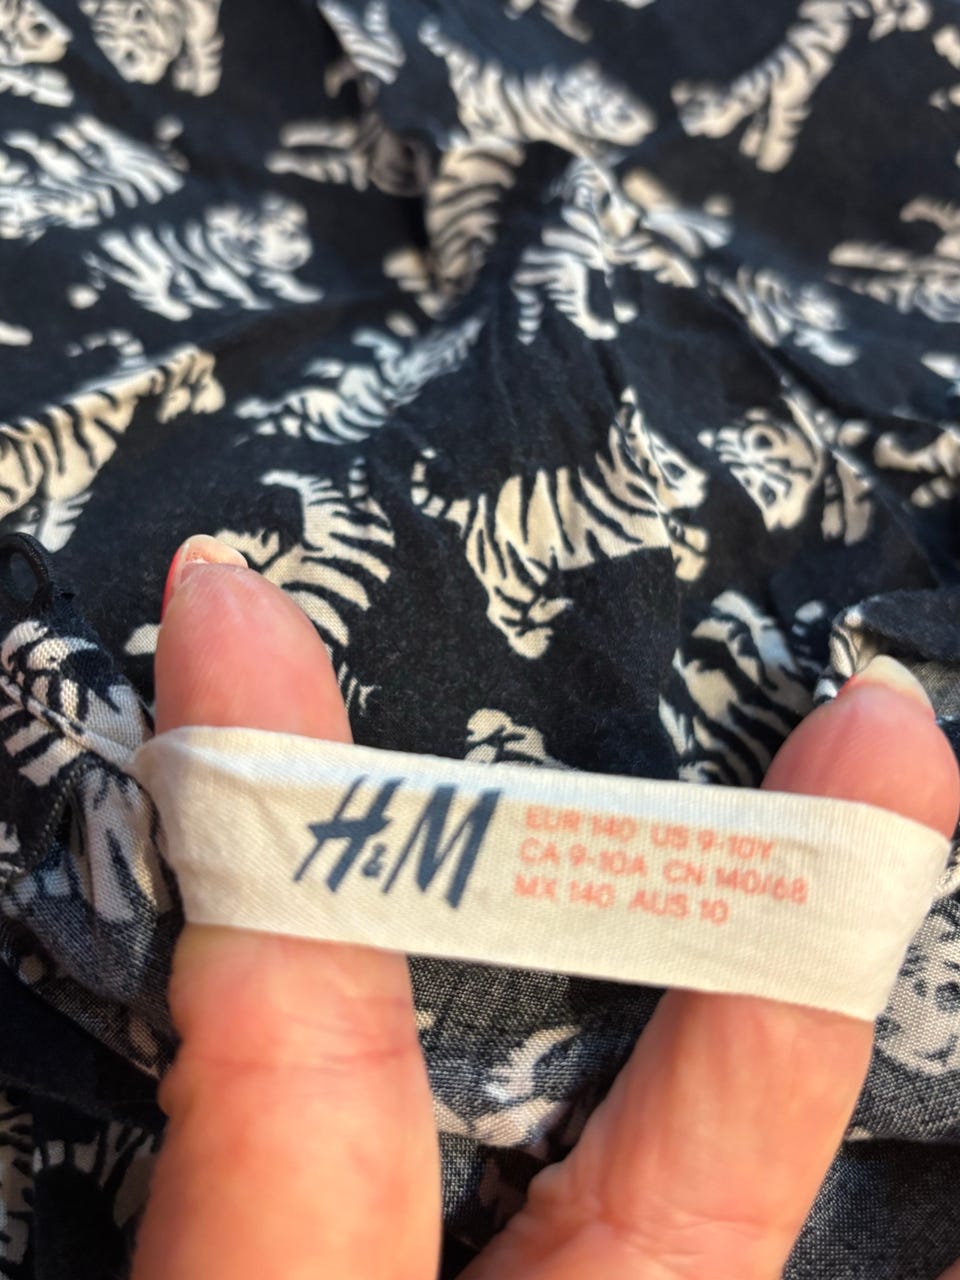 H&M
EUR 140 US 9-10Y
CA 9-10A CN 140/68
MX 140 AUS 10